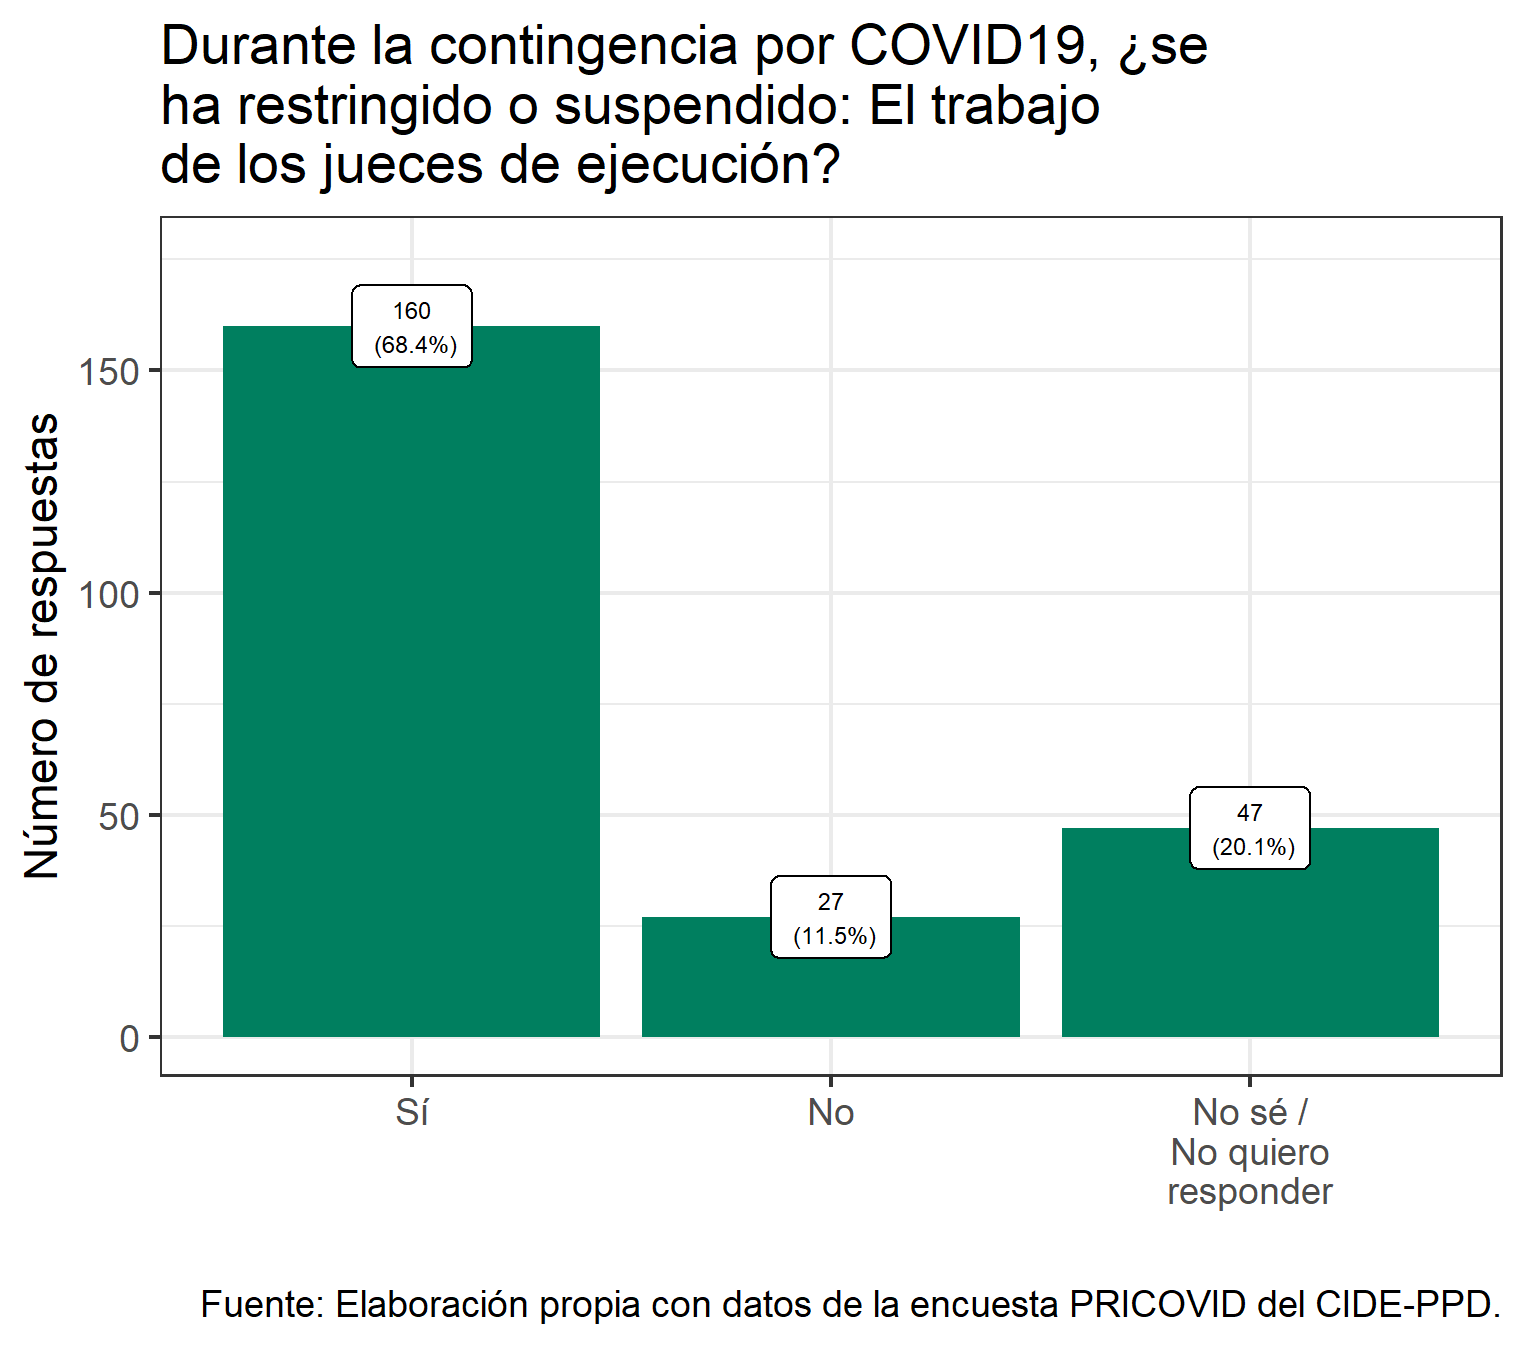 Durante la contingencia por COVID19, ¿se
ha restringido o suspendido: El trabajo
de los jueces de ejecución?
Número de respuestas
150
100
50
0
160
(68.4%)
27
(11.5%)
47
(20.1%)
Sí
No
No sé /
No quiero
responder
Fuente: Elaboración propia con datos de la encuesta PRICOVID del CIDE-PPD.